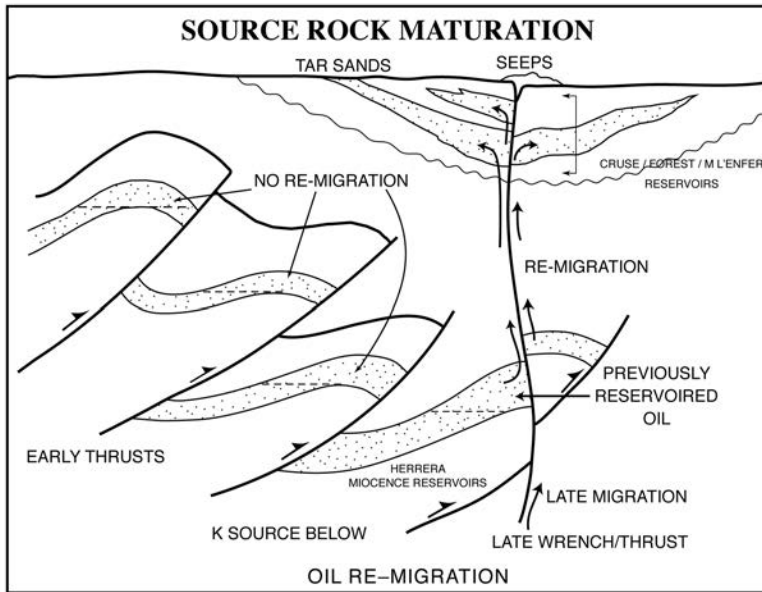 SOURCE ROCK MATURATION
TAR SANDS
SEEPS
CRUSE / FOREST / M L'ENFER
RESERVOIRS
NO RE-MIGRATION
RE-MIGRATION
PREVIOUSLY
RESERVOIRED
OIL
EARLY THRUSTS
HERRERA
MIOCENCE RESERVOIRS
LATE MIGRATION
K SOURCE BELOW
LATE WRENCH/THRUST
OIL RE–MIGRATION